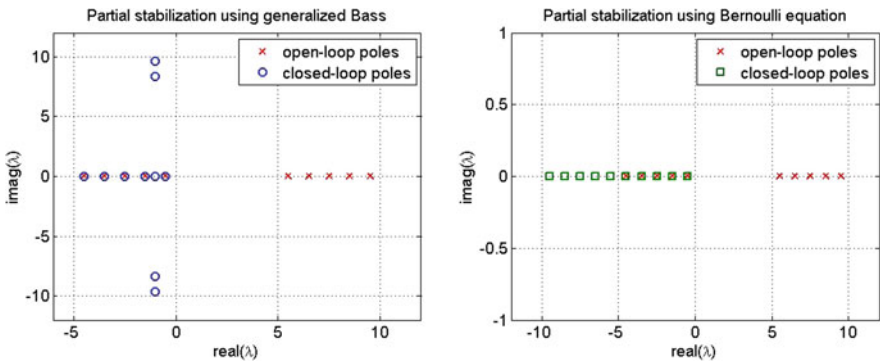 Partial stabilization using generalized Bass
10
5
0
-5
-10
imag(λ)
open-loop poles
closed-loop poles
-5
0
5
10
real(λ)
Partial stabilization using Bernoulli equation
1
0.5
0
-0.5
-1
imag(λ)
open-loop poles
closed-loop poles
-10
-5
0
5
10
real(λ)